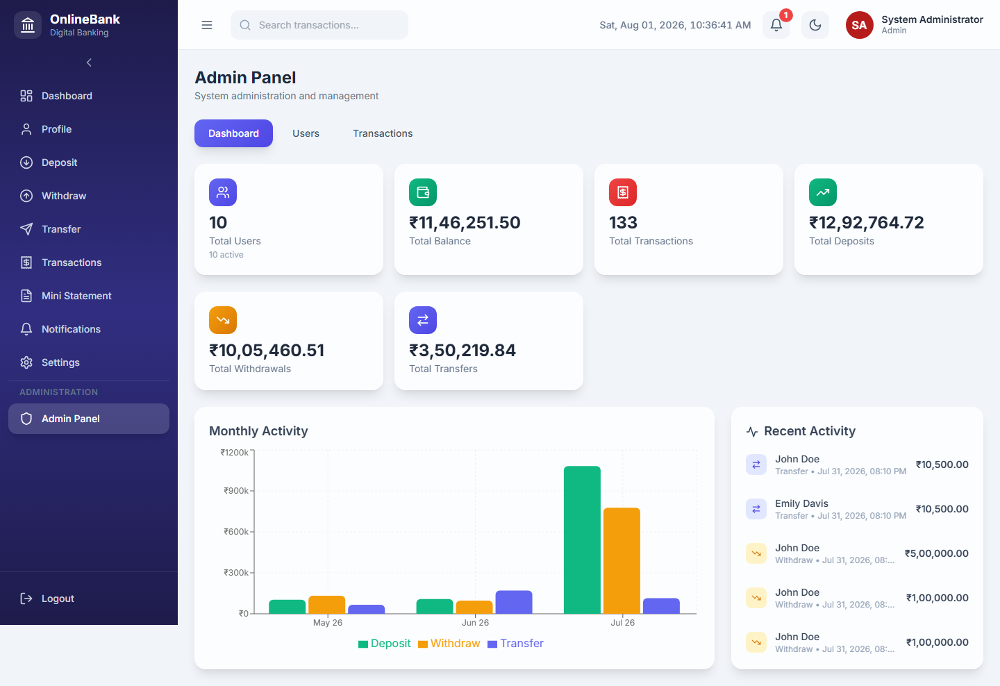 OnlineBank
Digital Banking
Search transactions...
Sat, Aug 01, 2026, 10:36:41 AM
1
SA
System Administrator
Admin
Dashboard
Profile
Deposit
Withdraw
Transfer
Transactions
Mini Statement
Notifications
Settings
ADMINISTRATION
Admin Panel
Logout
Admin Panel
System administration and management
Dashboard
Users
Transactions
10
Total Users
10 active
₹11,46,251.50
Total Balance
133
Total Transactions
₹12,92,764.72
Total Deposits
₹10,05,460.51
Total Withdrawals
₹3,50,219.84
Total Transfers
Monthly Activity
₹1200k
₹900k
₹600k
₹300k
₹0
May 26
Jun 26
Jul 26
Deposit
Withdraw
Transfer
Recent Activity
John Doe
Transfer • Jul 31, 2026, 08:10 PM
₹10,500.00
Emily Davis
Transfer • Jul 31, 2026, 08:10 PM
₹10,500.00
John Doe
Withdraw • Jul 31, 2026, 08:...
₹5,00,000.00
John Doe
Withdraw • Jul 31, 2026, 08:...
₹1,00,000.00
John Doe
Withdraw • Jul 31, 2026, 08:...
₹1,00,000.00